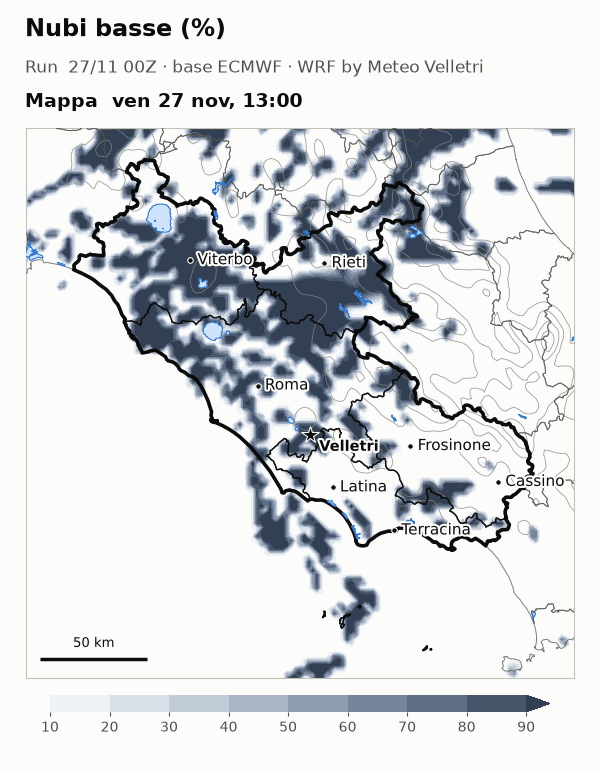 Nubi basse (%)
Run 27/11 00Z · base ECMWF · WRF by Meteo Velletri
Mappa ven 27 nov, 13:00
Viterbo
Rieti
Roma
Velletri
Frosinone
Cassino
Latina
Terracina
50 km
10 20 30 40 50 60 70 80 90